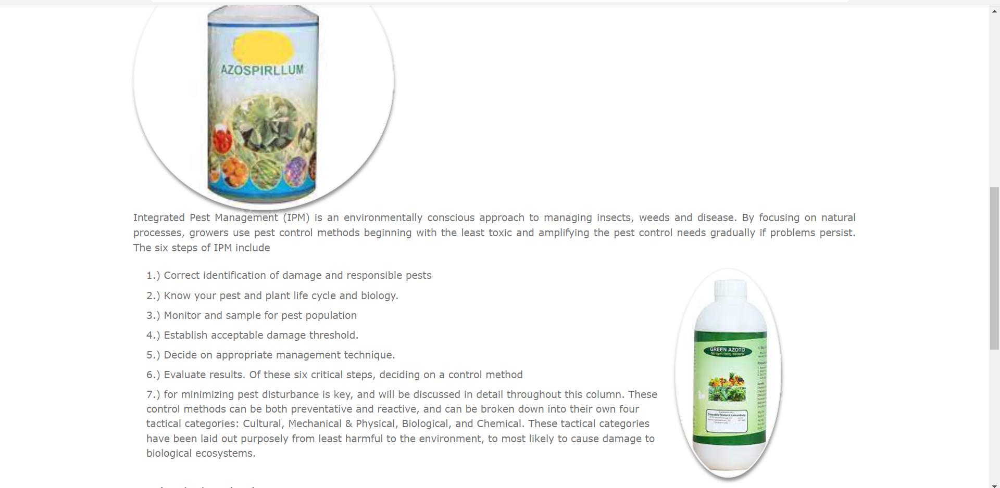 AZOSPIRLLUM
Integrated Pest Management (IPM) is an environmentally conscious approach to managing insects, weeds and disease. By focusing on natural
processes, growers use pest control methods beginning with the least toxic and amplifying the pest control needs gradually if problems persist.
The six steps of IPM include
1.) Correct identification of damage and responsible pests
2.) Know your pest and plant life cycle and biology.
3.) Monitor and sample for pest population
4.) Establish acceptable damage threshold.
5.) Decide on appropriate management technique.
6.) Evaluate results. Of these six critical steps, deciding on a control method
7.) for minimizing pest disturbance is key, and will be discussed in detail throughout this column. These
control methods can be both preventative and reactive, and can be broken down into their own four
tactical categories: Cultural, Mechanical & Physical, Biological, and Chemical. These tactical categories
have been laid out purposely from least harmful to the environment, to most likely to cause damage to
biological ecosystems.
GREEN AZOTO
Nitrogen fixing bacteria